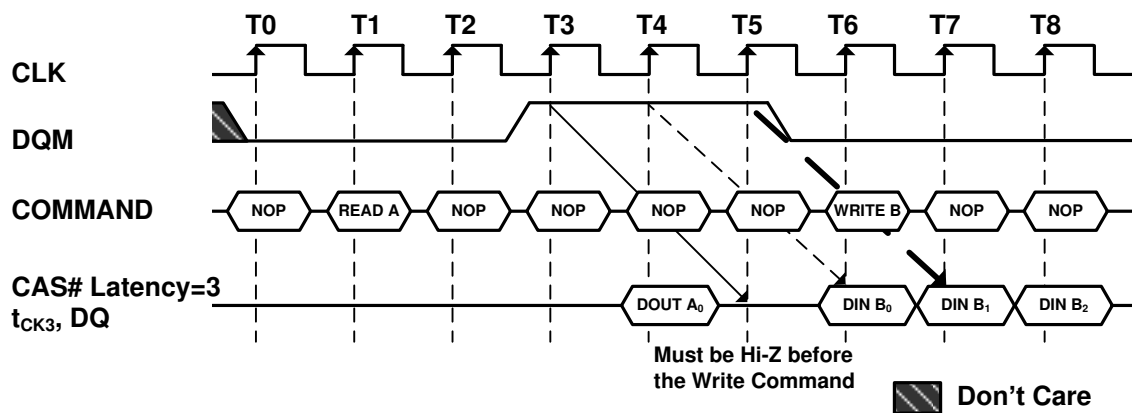 T0 T1 T2 T3 T4 T5 T6 T7 T8
CLK
DQM
COMMAND NOP READ A NOP NOP NOP NOP WRITE B NOP NOP
CAS# Latency=3
tCK3, DQ DOUT A0 DIN B0 DIN B1 DIN B2
Must be Hi-Z before
the Write Command
Don't Care